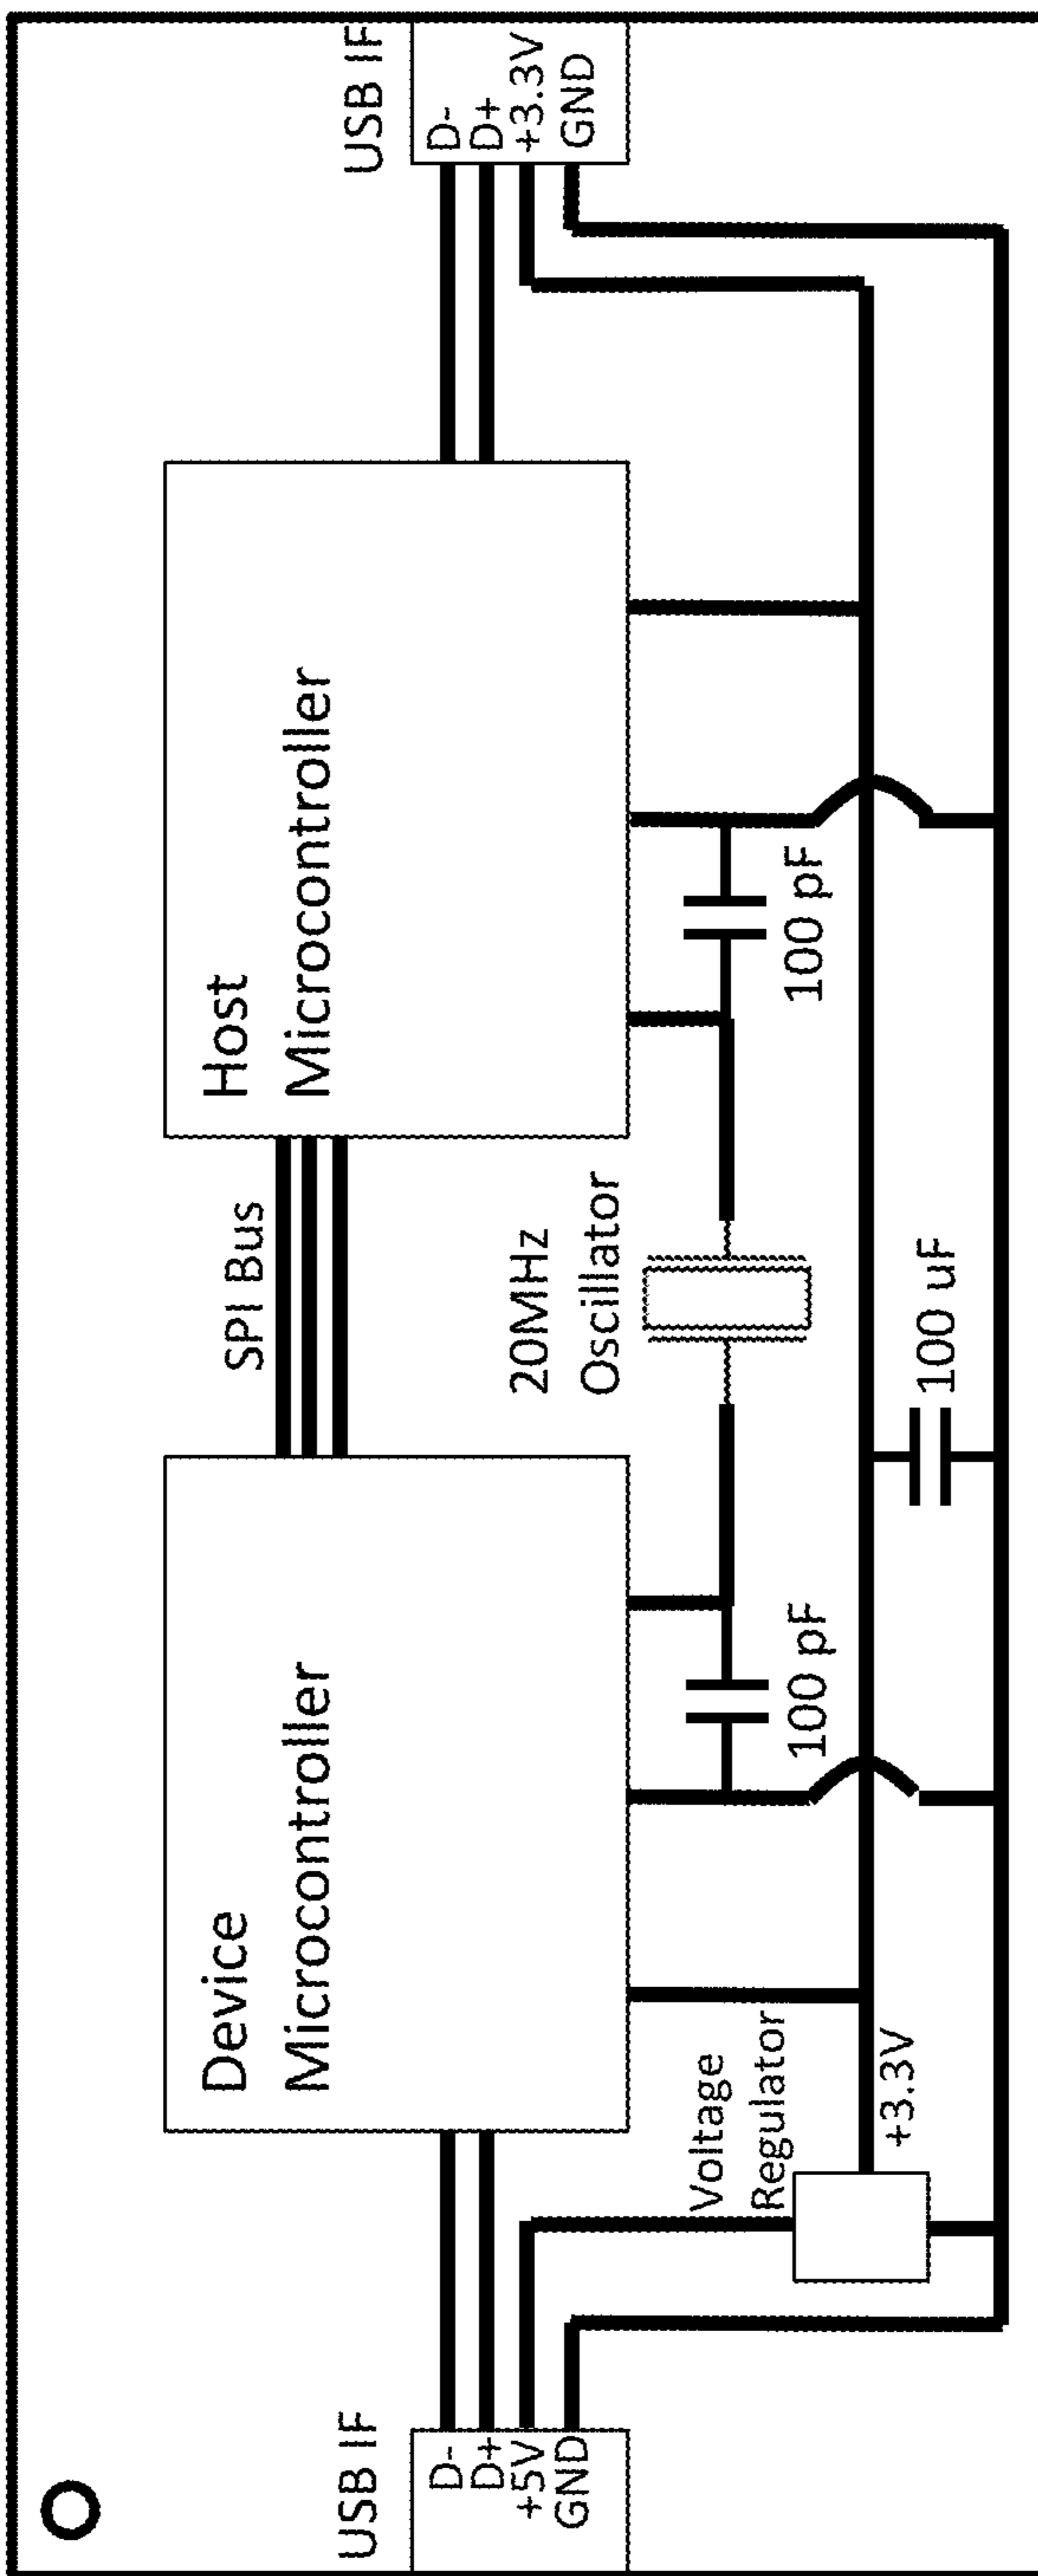 USB IF
D-
D+
+5V
GND
Device
Microcontroller
Voltage
Regulator
+3.3V
100 pF
SPI Bus
20MHz
Oscillator
100 uF
Host
Microcontroller
100 pF
USB IF
D-
D+
+3.3V
GND